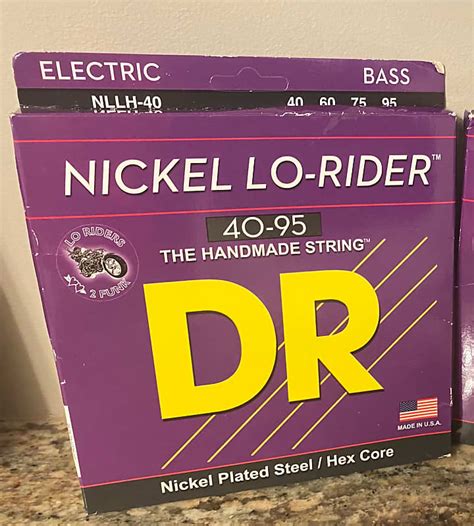 ELECTRIC BASS
NLLH-40 40 60 75 95
NICKEL LO-RIDER™
40-95
THE HANDMADE STRING™
LO RIDERS
2 FUNK
DR
MADE IN U.S.A.
Nickel Plated Steel / Hex Core